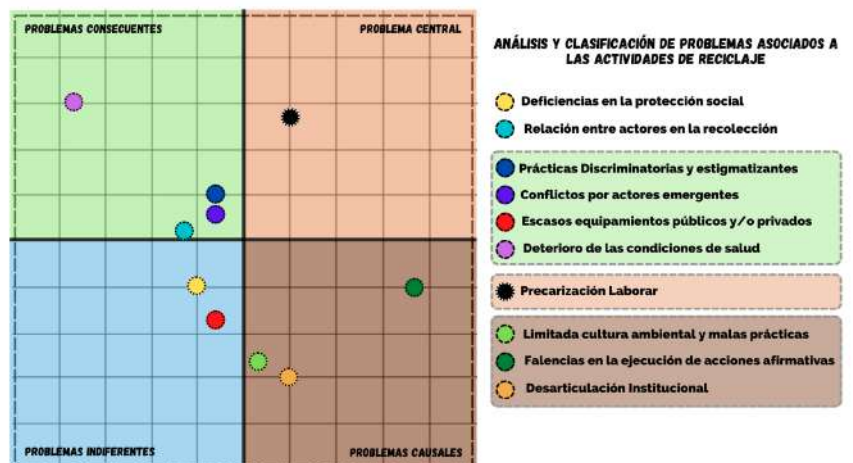 PROBLEMAS CONSECUENTES
PROBLEMA CENTRAL
PROBLEMAS INDIFERENTES
PROBLEMAS CAUSALES
ANÁLISIS Y CLASIFICACIÓN DE PROBLEMAS ASOCIADOS A
LAS ACTIVIDADES DE RECICLAJE
Deficiencias en la protección social
Relación entre actores en la recolección
Prácticas Discriminatorias y estigmatizantes
Conflictos por actores emergentes
Escasos equipamientos públicos y/o privados
Deterioro de las condiciones de salud
Precarización Laborar
Limitada cultura ambiental y malas prácticas
Falencias en la ejecución de acciones afirmativas
Desarticulación Institucional